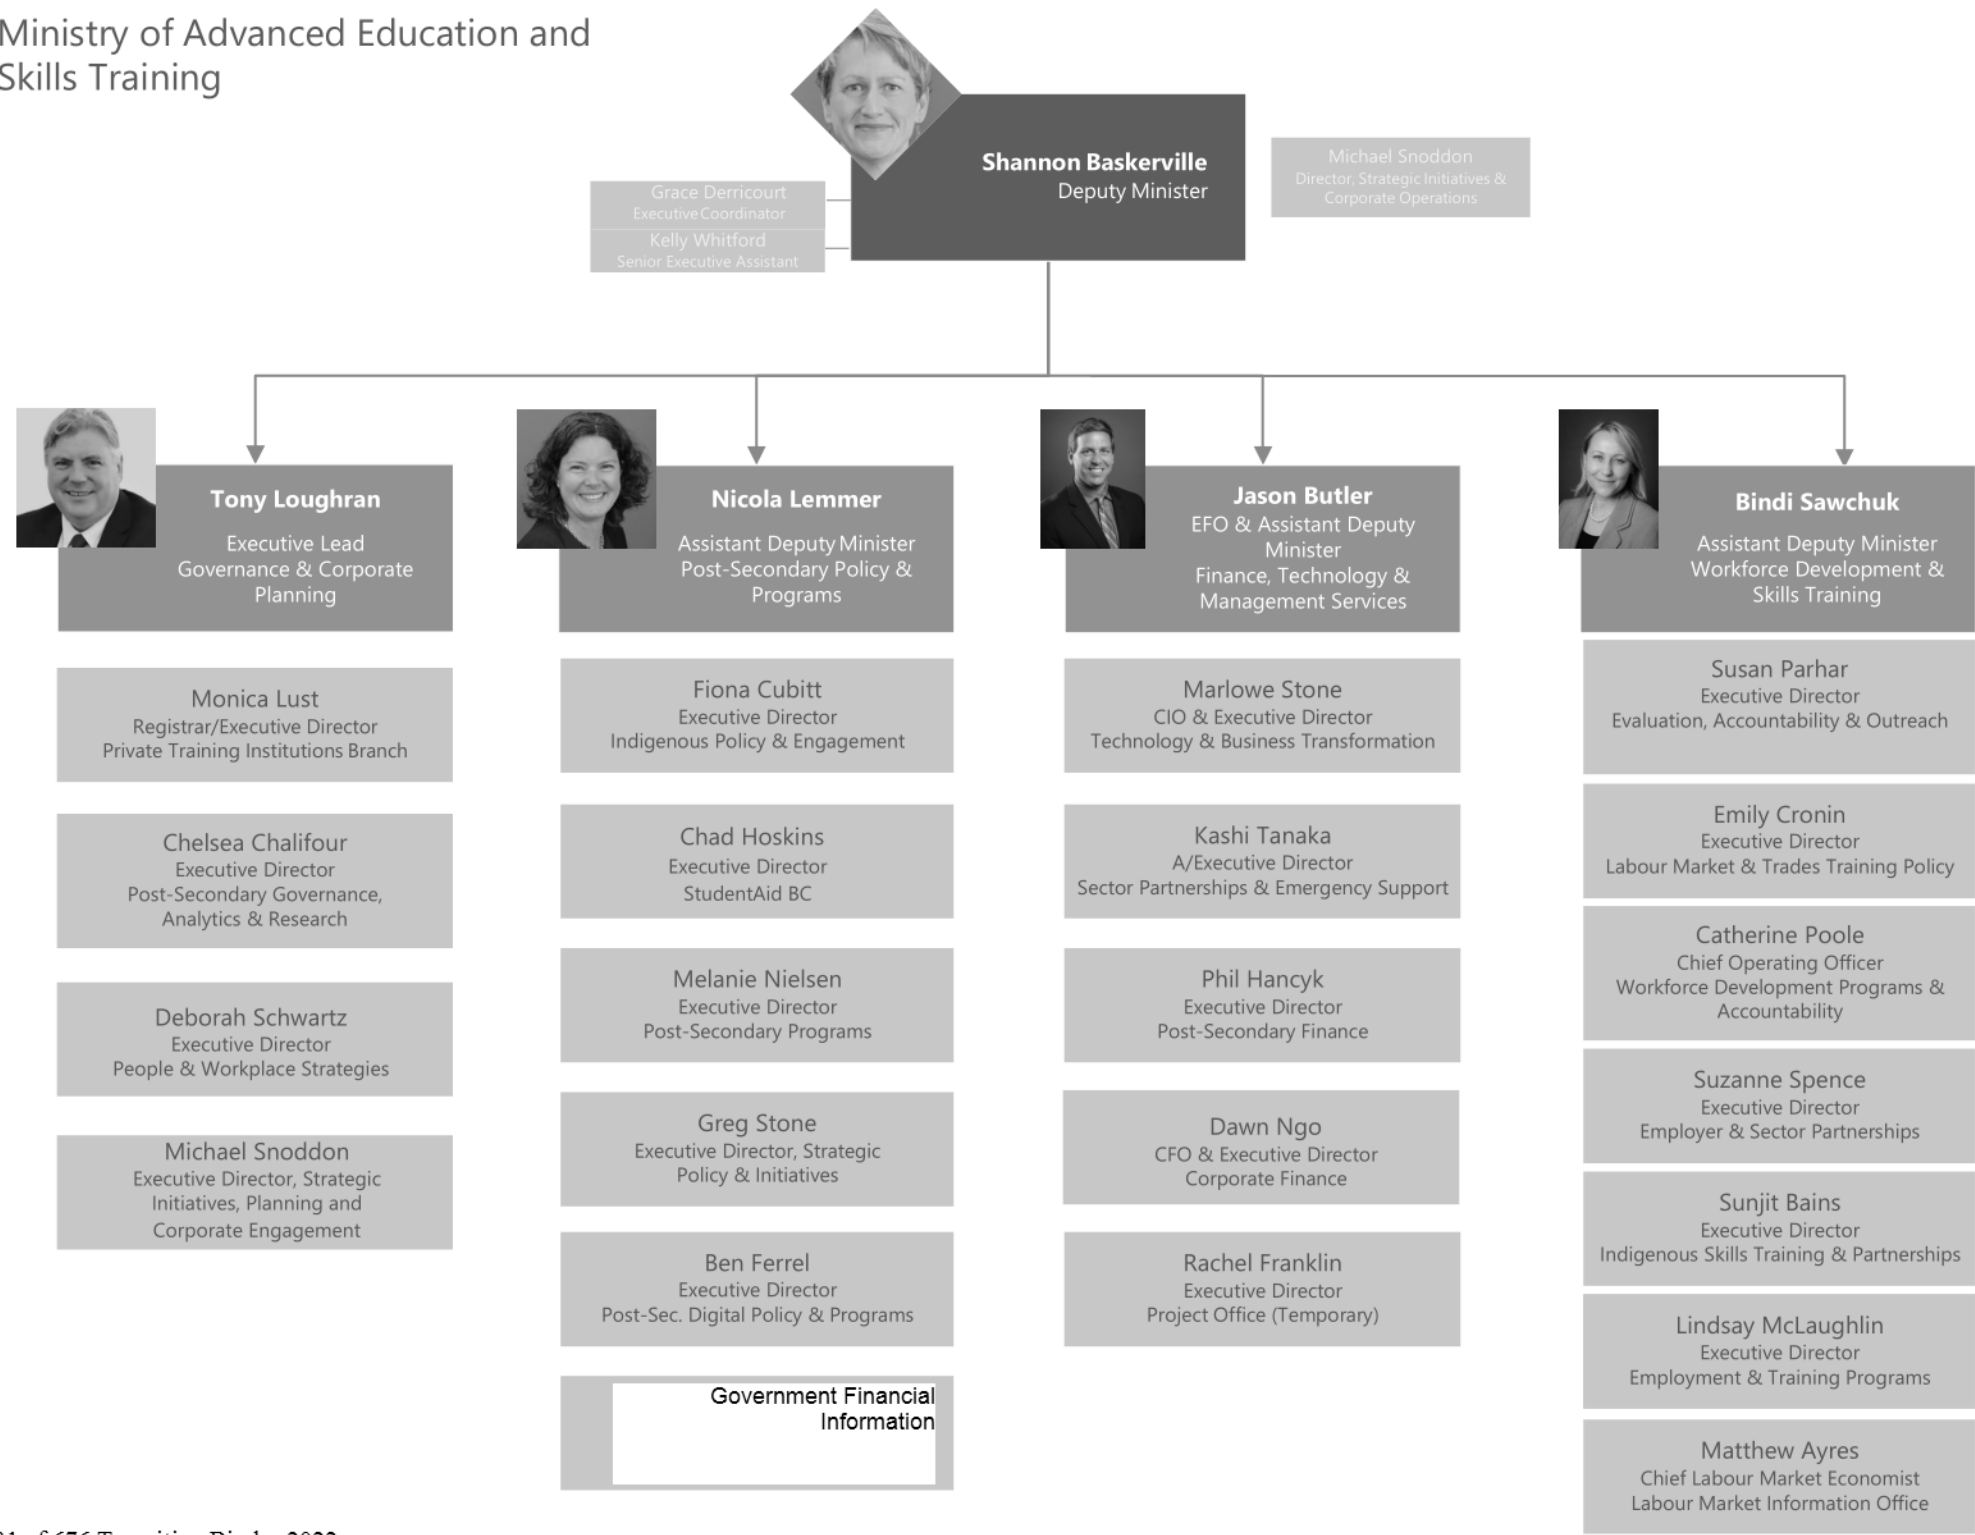 Ministry of Advanced Education and
Skills Training
Shannon Baskerville
Deputy Minister
Michael Snoddon
Director, Strategic Initiatives &
Corporate Operations
Grace Derricourt
Executive Coordinator
Kelly Whitford
Senior Executive Assistant
Tony Loughran
Executive Lead
Governance & Corporate
Planning
Monica Lust
Registrar/Executive Director
Private Training Institutions Branch
Chelsea Chalifour
Executive Director
Post-Secondary Governance,
Analytics & Research
Deborah Schwartz
Executive Director
People & Workplace Strategies
Michael Snoddon
Executive Director, Strategic
Initiatives, Planning and
Corporate Engagement
Nicola Lemmer
Assistant Deputy Minister
Post-Secondary Policy &
Programs
Fiona Cubitt
Executive Director
Indigenous Policy & Engagement
Chad Hoskins
Executive Director
StudentAid BC
Melanie Nielsen
Executive Director
Post-Secondary Programs
Greg Stone
Executive Director, Strategic
Policy & Initiatives
Ben Ferrel
Executive Director
Post-Sec. Digital Policy & Programs
Government Financial
Information
Jason Butler
EFO & Assistant Deputy
Minister
Finance, Technology &
Management Services
Marlowe Stone
CIO & Executive Director
Technology & Business Transformation
Kashi Tanaka
A/Executive Director
Sector Partnerships & Emergency Support
Phil Hancyk
Executive Director
Post-Secondary Finance
Dawn Ngo
CFO & Executive Director
Corporate Finance
Rachel Franklin
Executive Director
Project Office (Temporary)
Bindi Sawchuk
Assistant Deputy Minister
Workforce Development &
Skills Training
Susan Parhar
Executive Director
Evaluation, Accountability & Outreach
Emily Cronin
Executive Director
Labour Market & Trades Training Policy
Catherine Poole
Chief Operating Officer
Workforce Development Programs &
Accountability
Suzanne Spence
Executive Director
Employer & Sector Partnerships
Sunjit Bains
Executive Director
Indigenous Skills Training & Partnerships
Lindsay McLaughlin
Executive Director
Employment & Training Programs
Matthew Ayres
Chief Labour Market Economist
Labour Market Information Office